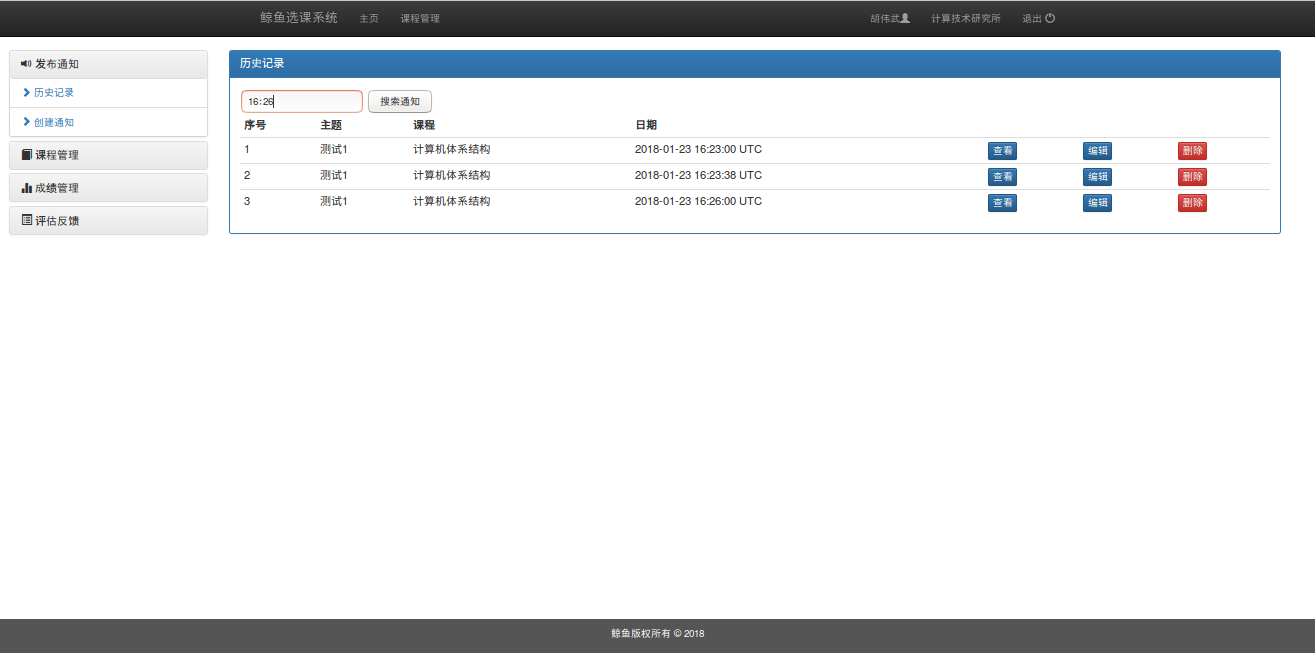 鲸鱼选课系统 主页 课程管理 胡伟武 计算技术研究所 退出
发布通知
历史记录
创建通知
课程管理
成绩管理
评估反馈
历史记录
16:26 搜索通知
序号 主题 课程 日期
1 测试1 计算机体系结构 2018-01-23 16:23:00 UTC 查看 编辑 删除
2 测试1 计算机体系结构 2018-01-23 16:23:38 UTC 查看 编辑 删除
3 测试1 计算机体系结构 2018-01-23 16:26:00 UTC 查看 编辑 删除
鲸鱼版权所有 © 2018